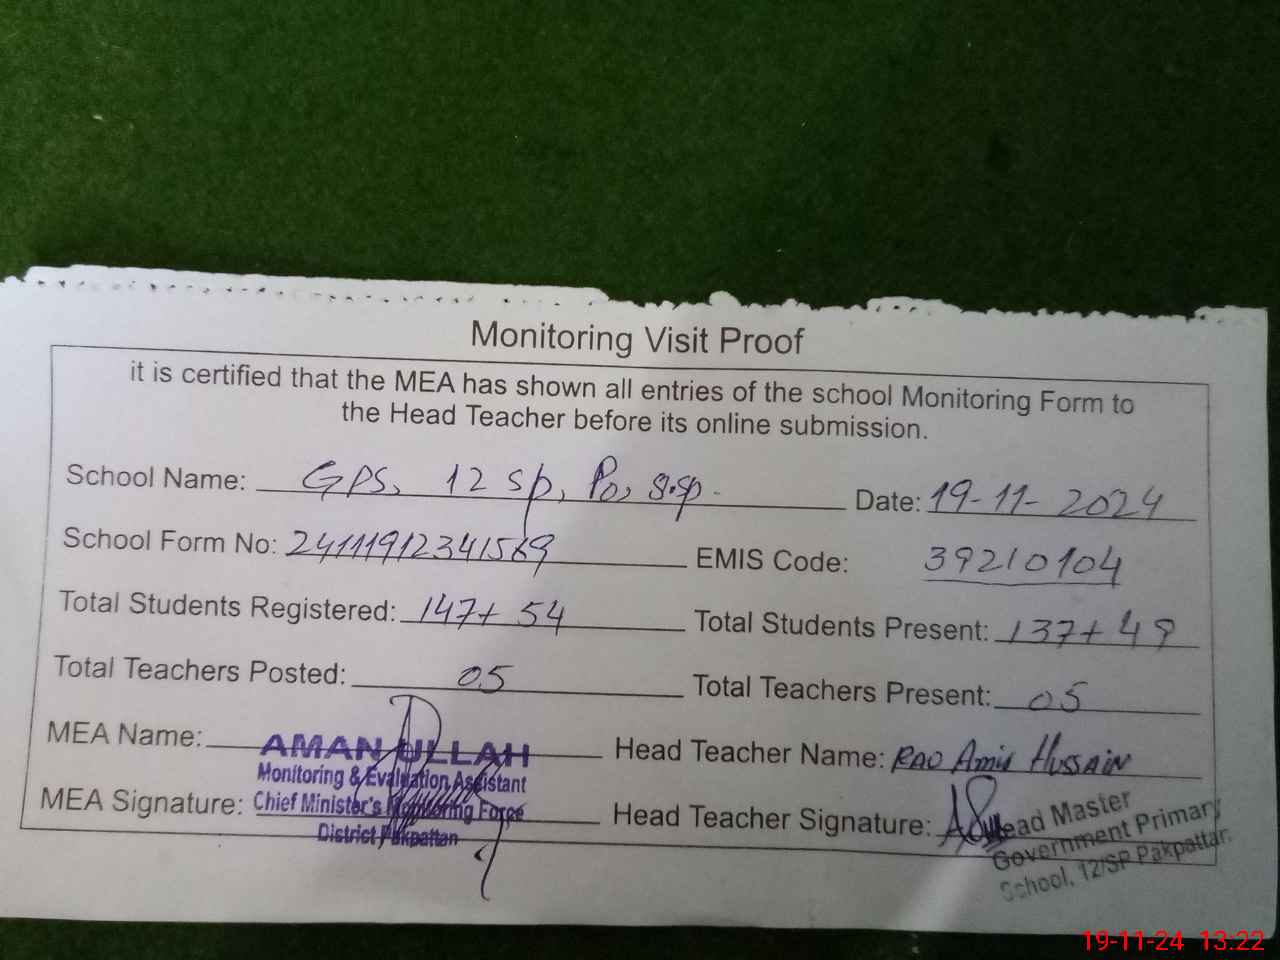 Monitoring Visit Proof
it is certified that the MEA has shown all entries of the school Monitoring Form to
the Head Teacher before its online submission.
School Name: GPS, 12 sp, Po, s.sp. Date: 19-11-2024
School Form No: 24111912341569 EMIS Code: 39210104
Total Students Registered: 147+54 Total Students Present: 137+49
Total Teachers Posted: 05 Total Teachers Present: 05
MEA Name: AMAN ULLAH Head Teacher Name: RAO Amir HUSSAIN
Monitoring & Evaluation Assistant
MEA Signature: Chief Minister's Monitoring Force Head Teacher Signature: Head Master
District Pakpattan Government Primary
School, 12/SP Pakpattan.
19-11-24 13:22